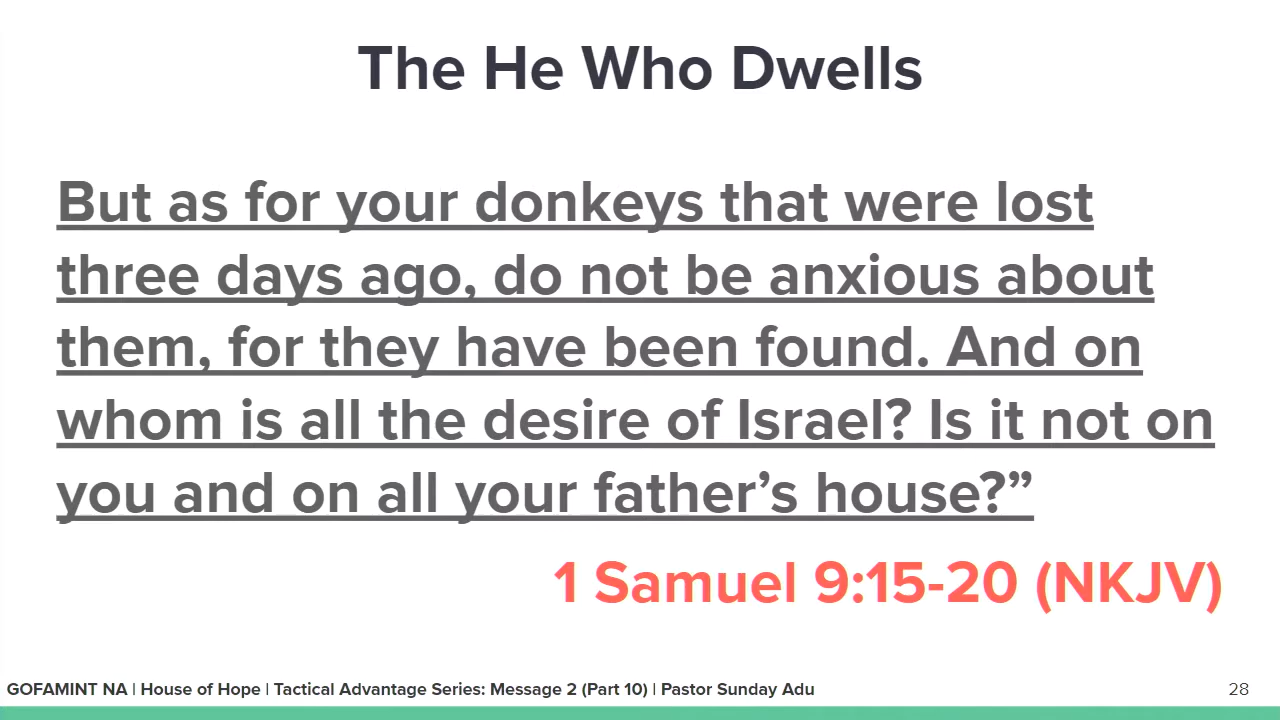 The He Who Dwells
But as for your donkeys that were lost
three days ago, do not be anxious about
them, for they have been found. And on
whom is all the desire of Israel? Is it not on
you and on all your father’s house?”
1 Samuel 9:15-20 (NKJV)
GOFAMINT NA | House of Hope | Tactical Advantage Series: Message 2 (Part 10) | Pastor Sunday Adu
28